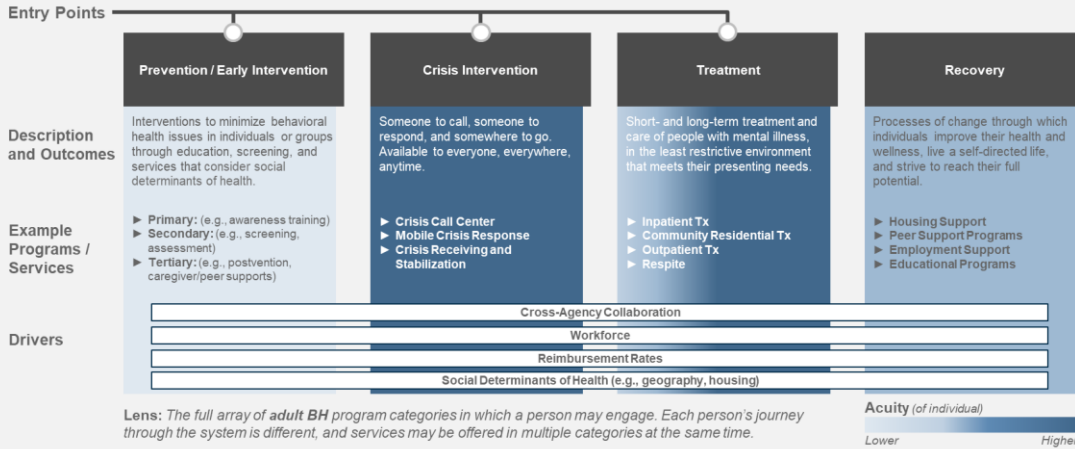 Entry Points
Prevention / Early Intervention
Crisis Intervention
Treatment
Recovery
Description
and Outcomes
Interventions to minimize behavioral
health issues in individuals or groups
through education, screening, and
services that consider social
determinants of health.
Someone to call, someone to
respond, and somewhere to go.
Available to everyone, everywhere,
anytime.
Short- and long-term treatment and
care of people with mental illness,
in the least restrictive environment
that meets their presenting needs.
Processes of change through which
individuals improve their health and
wellness, live a self-directed life,
and strive to reach their full
potential.
Example
Programs /
Services
► Primary: (e.g., awareness training)
► Secondary: (e.g., screening,
assessment)
► Tertiary: (e.g., postvention,
caregiver/peer supports)
► Crisis Call Center
► Mobile Crisis Response
► Crisis Receiving and
Stabilization
► Inpatient Tx
► Community Residential Tx
► Outpatient Tx
► Respite
► Housing Support
► Peer Support Programs
► Employment Support
► Educational Programs
Drivers
Cross-Agency Collaboration
Workforce
Reimbursement Rates
Social Determinants of Health (e.g., geography, housing)
Lens: The full array of adult BH program categories in which a person may engage. Each person's journey
through the system is different, and services may be offered in multiple categories at the same time.
Acuity (of individual)
Lower
Higher